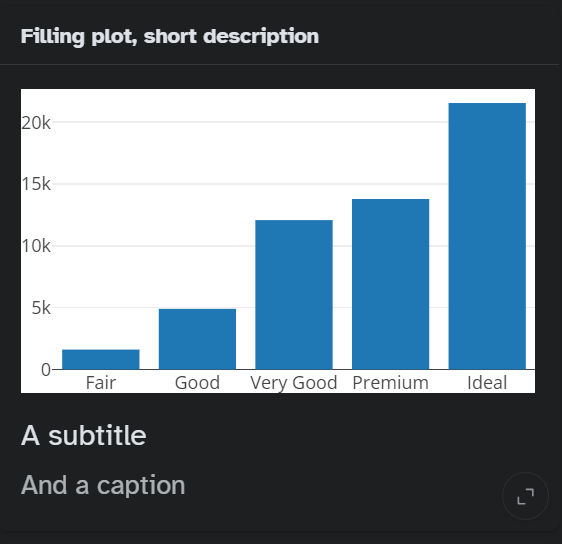 Filling plot, short description
20k
15k
10k
5k
0
Fair Good Very Good Premium Ideal
A subtitle
And a caption